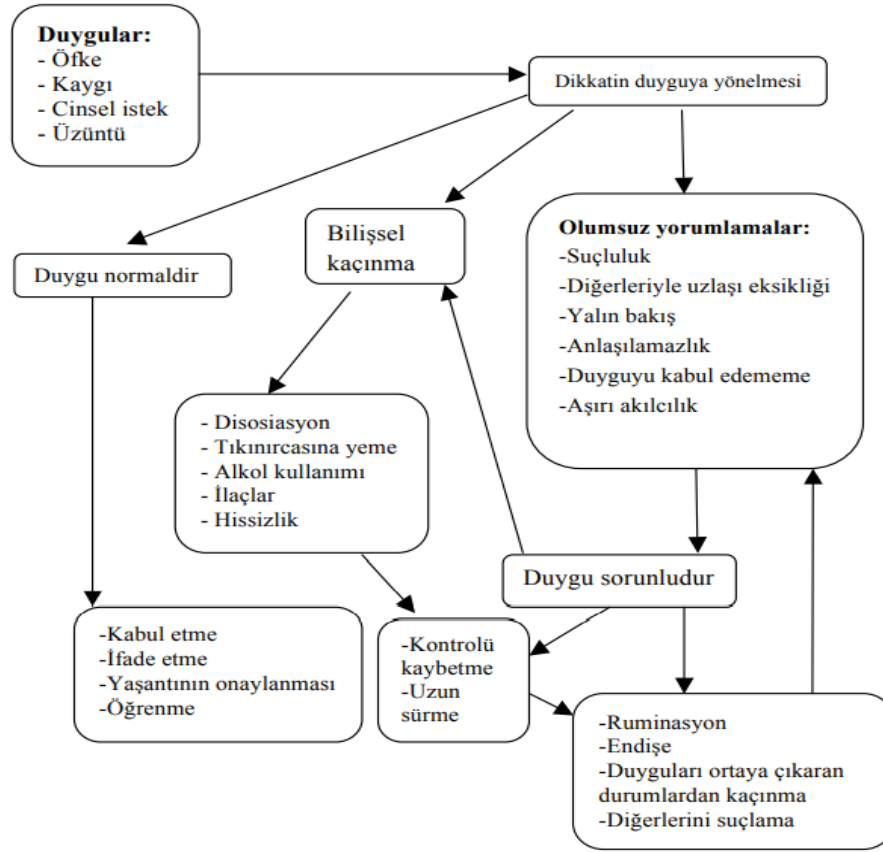 Duygular:
- Öfke
- Kaygı
- Cinsel istek
- Üzüntü
Dikkatin duyguya yönelmesi
Duygu normaldir
Bilişsel
kaçınma
Olumsuz yorumlamalar:
-Suçluluk
-Diğerleriyle uzlaşı eksikliği
-Yalın bakış
-Anlaşılamazlık
-Duyguyu kabul edememe
-Aşırı akılcılık
- Disosiasyon
- Tıkınırcasına yeme
- Alkol kullanımı
- İlaçlar
- Hissizlik
Duygu sorunludur
-Kabul etme
-İfade etme
-Yaşantının onaylanması
-Öğrenme
-Kontrolü
kaybetme
-Uzun
sürme
-Ruminasyon
-Endişe
-Duyguları ortaya çıkaran
durumlardan kaçınma
-Diğerlerini suçlama